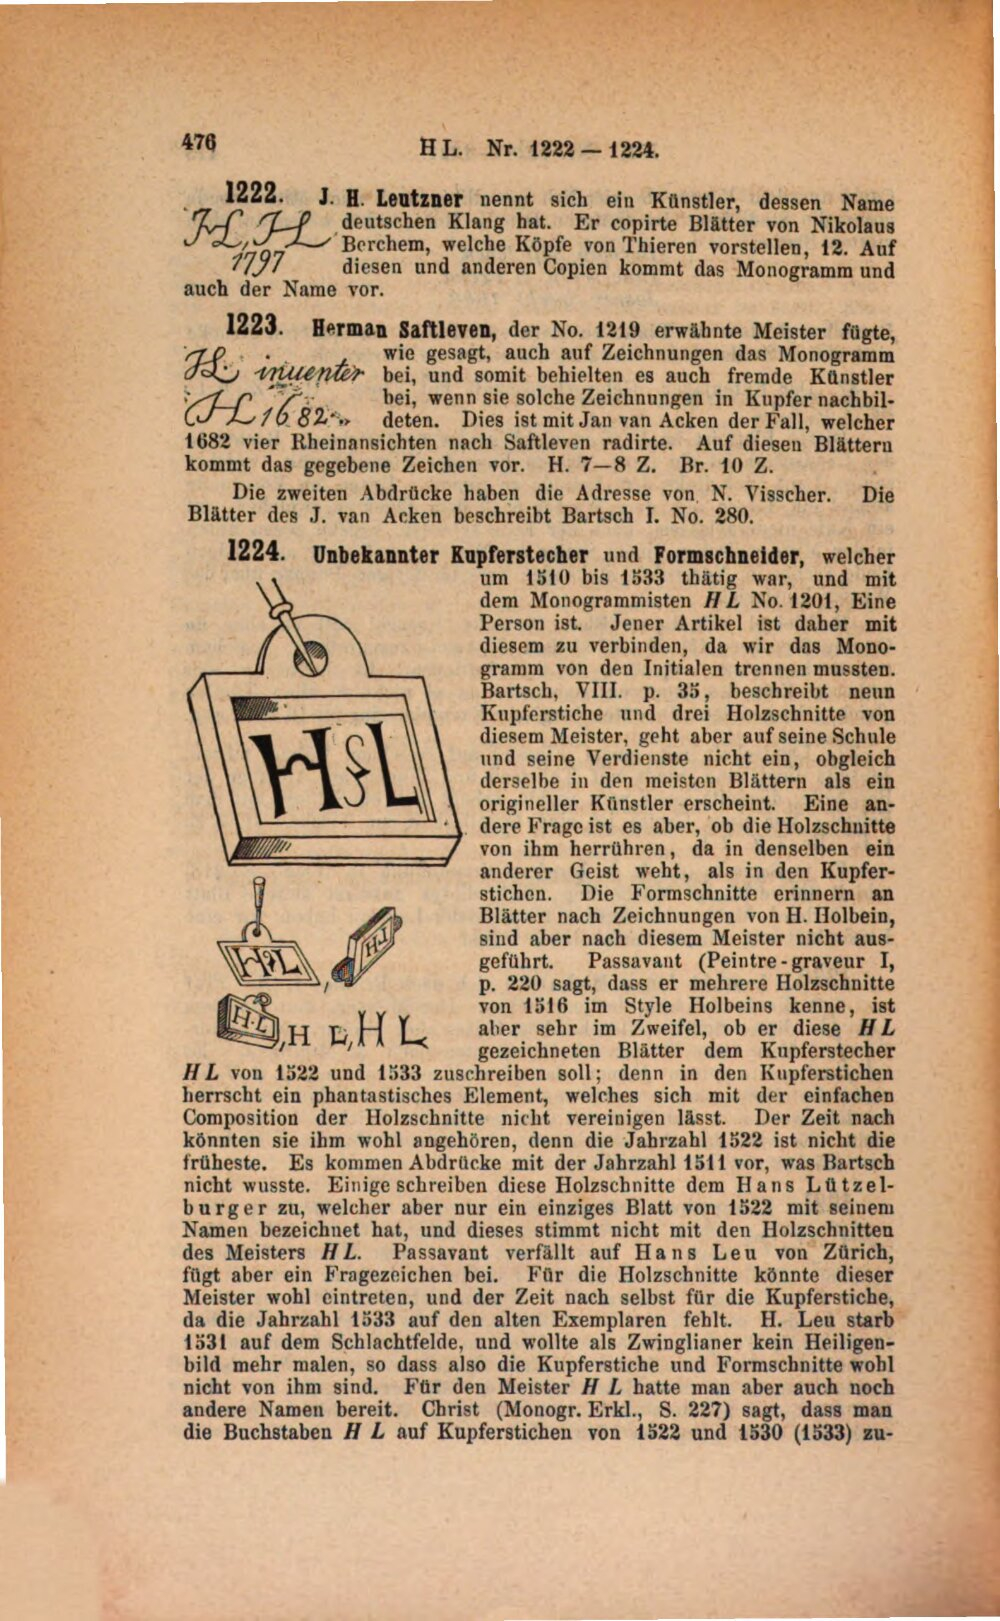 476
HL. Nr. 1222 — 1224.
1222. J. H. Leutzner nennt sich ein Künstler, dessen Name
deutschen Klang hat. Er copirte Blätter von Nikolaus
Berchem, welche Köpfe von Thieren vorstellen, 12. Auf
1797
diesen und anderen Copien kommt das Monogramm und
auch der Name vor.
1223. Herman Saftleven, der No. 1219 erwähnte Meister fügte,
wie gesagt, auch auf Zeichnungen das Monogramm
HL. inuenter
bei, und somit behielten es auch fremde Künstler
bei, wenn sie solche Zeichnungen in Kupfer nachbil-
HL 1682
deten. Dies ist mit Jan van Acken der Fall, welcher
1682 vier Rheinansichten nach Saftleven radirte. Auf diesen Blättern
kommt das gegebene Zeichen vor. H. 7—8 Z. Br. 10 Z.
Die zweiten Abdrücke haben die Adresse von N. Visscher. Die
Blätter des J. van Acken beschreibt Bartsch I. No. 280.
1224. Unbekannter Kupferstecher und Formschneider, welcher
um 1510 bis 1533 thätig war, und mit
dem Monogrammisten HL No. 1201, Eine
Person ist. Jener Artikel ist daher mit
diesem zu verbinden, da wir das Mono-
gramm von den Initialen trennen mussten.
Bartsch, VIII. p. 35, beschreibt neun
Kupferstiche und drei Holzschnitte von
diesem Meister, geht aber auf seine Schule
und seine Verdienste nicht ein, obgleich
derselbe in den meisten Blättern als ein
origineller Künstler erscheint. Eine an-
dere Frage ist es aber, ob die Holzschnitte
von ihm herrühren, da in denselben ein
anderer Geist weht, als in den Kupfer-
stichen. Die Formschnitte erinnern an
Blätter nach Zeichnungen von H. Holbein,
sind aber nach diesem Meister nicht aus-
geführt. Passavant (Peintre-graveur I,
p. 220 sagt, dass er mehrere Holzschnitte
von 1516 im Style Holbeins kenne, ist
aber sehr im Zweifel, ob er diese HL
gezeichneten Blätter dem Kupferstecher
H S L
H L
H L
H·L, H L, H L
HL von 1522 und 1533 zuschreiben soll; denn in den Kupferstichen
herrscht ein phantastisches Element, welches sich mit der einfachen
Composition der Holzschnitte nicht vereinigen lässt. Der Zeit nach
könnten sie ihm wohl angehören, denn die Jahrzahl 1522 ist nicht die
früheste. Es kommen Abdrücke mit der Jahrzahl 1511 vor, was Bartsch
nicht wusste. Einige schreiben diese Holzschnitte dem Hans Lützel-
burger zu, welcher aber nur ein einziges Blatt von 1522 mit seinem
Namen bezeichnet hat, und dieses stimmt nicht mit den Holzschnitten
des Meisters HL. Passavant verfällt auf Hans Leu von Zürich,
fügt aber ein Fragezeichen bei. Für die Holzschnitte könnte dieser
Meister wohl eintreten, und der Zeit nach selbst für die Kupferstiche,
da die Jahrzahl 1533 auf den alten Exemplaren fehlt. H. Leu starb
1531 auf dem Schlachtfelde, und wollte als Zwinglianer kein Heiligen-
bild mehr malen, so dass also die Kupferstiche und Formschnitte wohl
nicht von ihm sind. Für den Meister H L hatte man aber auch noch
andere Namen bereit. Christ (Monogr. Erkl., S. 227) sagt, dass man
die Buchstaben H L auf Kupferstichen von 1522 und 1530 (1533) zu-